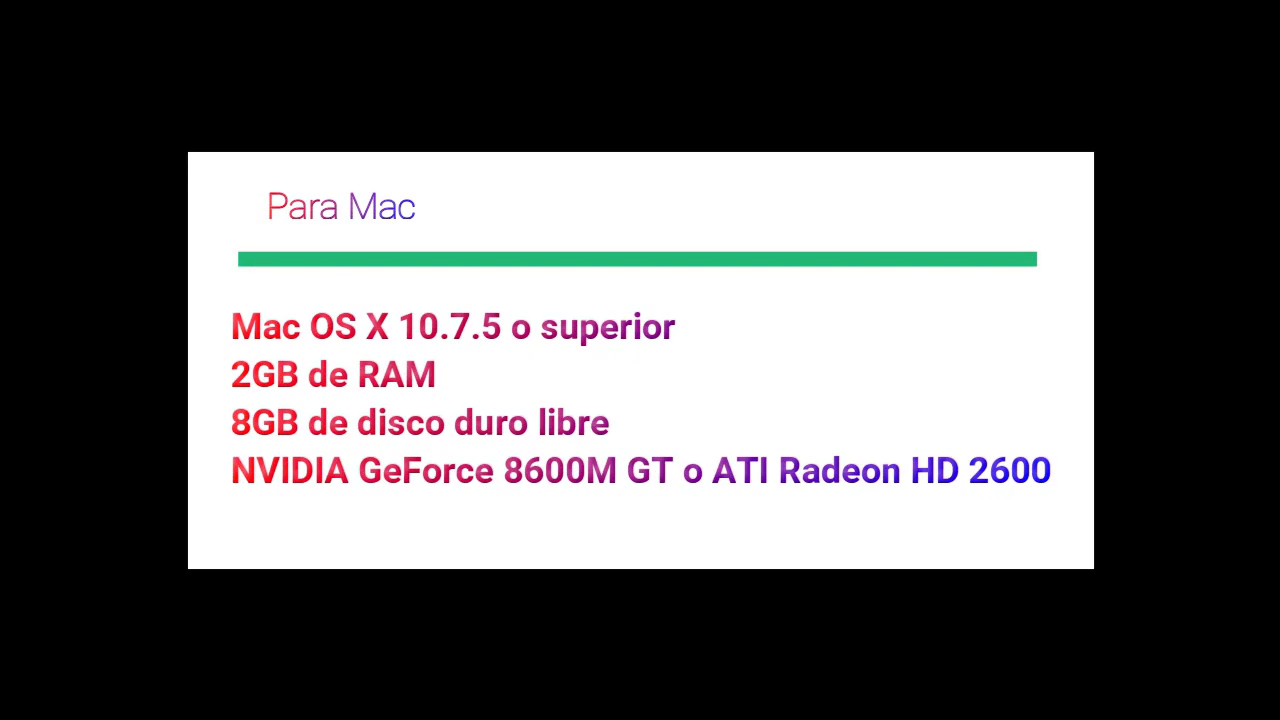 Para Mac
Mac OS X 10.7.5 o superior
2GB de RAM
8GB de disco duro libre
NVIDIA GeForce 8600M GT o ATI Radeon HD 2600